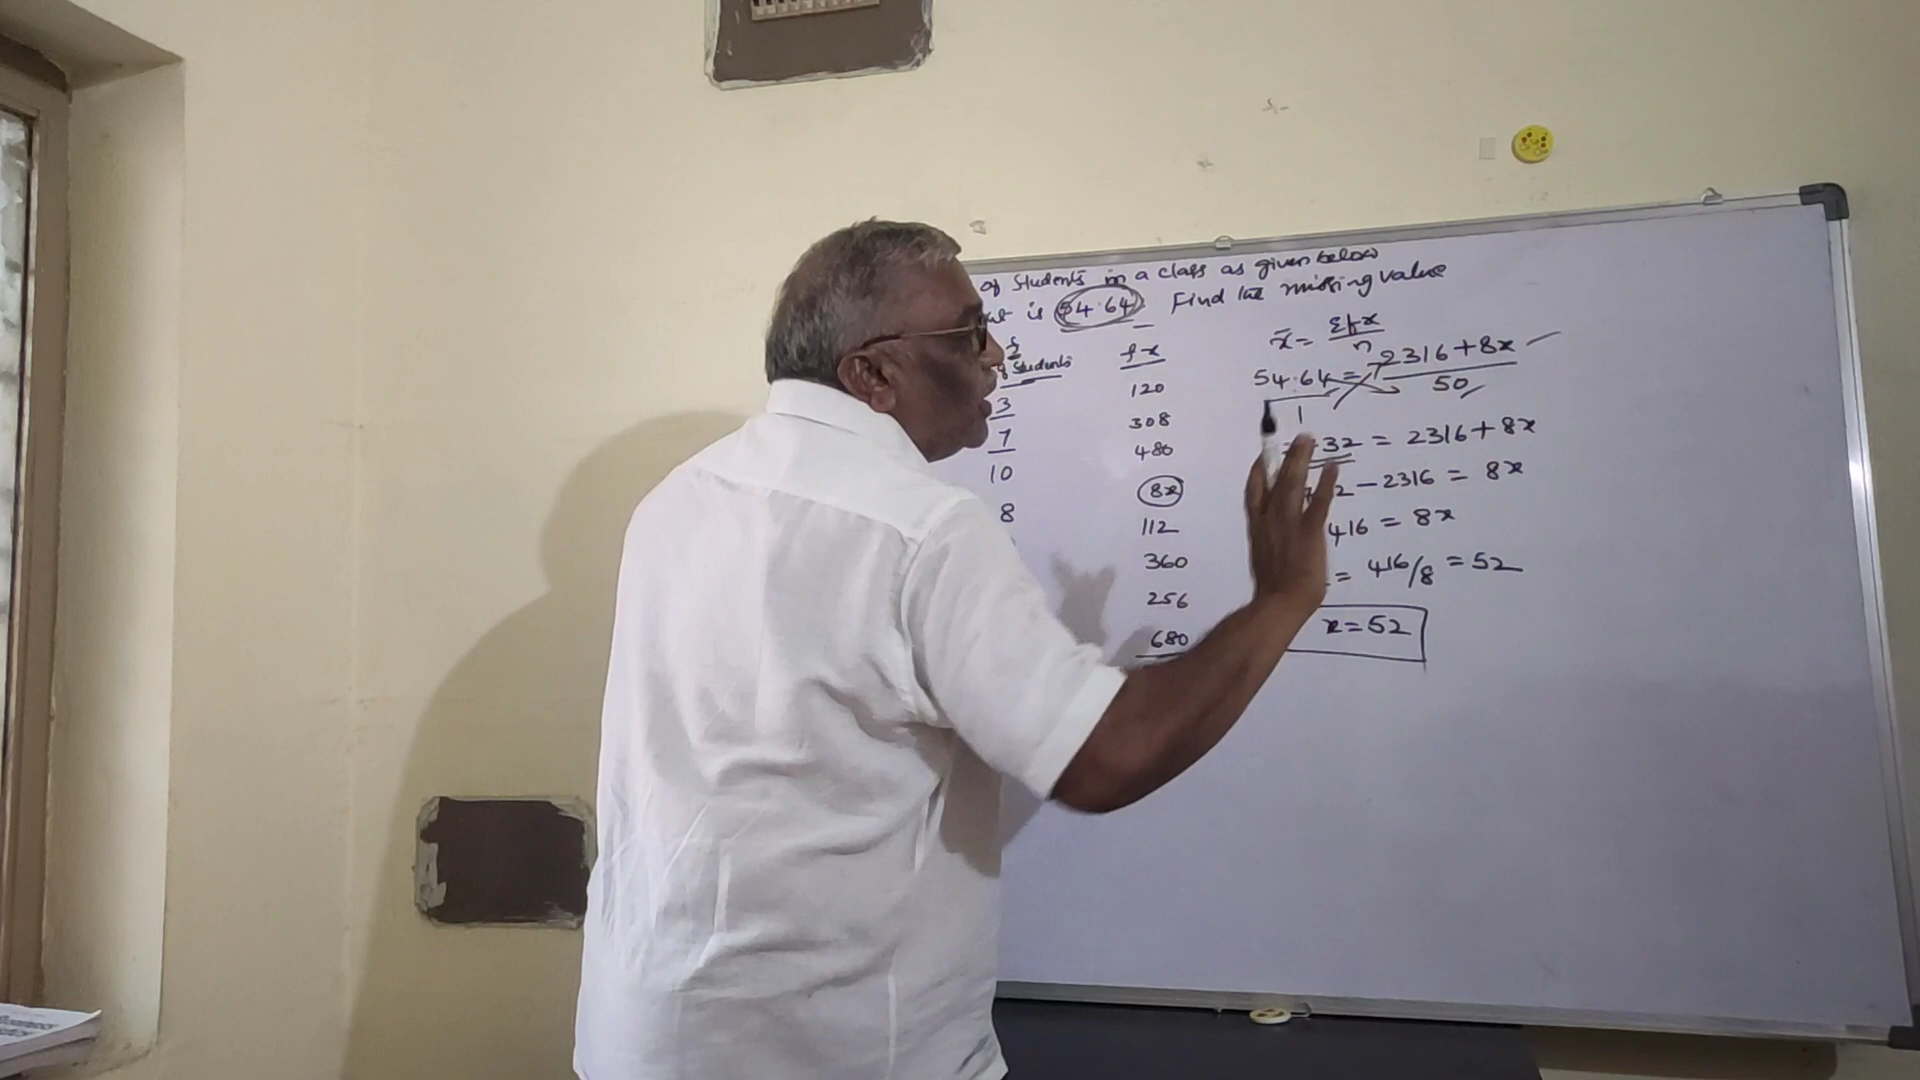 of Students in a class as given below
is 54.64. Find the missing value
f
Students fx
3 120
7 308
10 480
8 8x
112
360
256
680
x̄ = Σfx/n
54.64 = 2316+8x
1 50
32 = 2316+8x
2 - 2316 = 8x
416 = 8x
= 416/8 = 52
x = 52